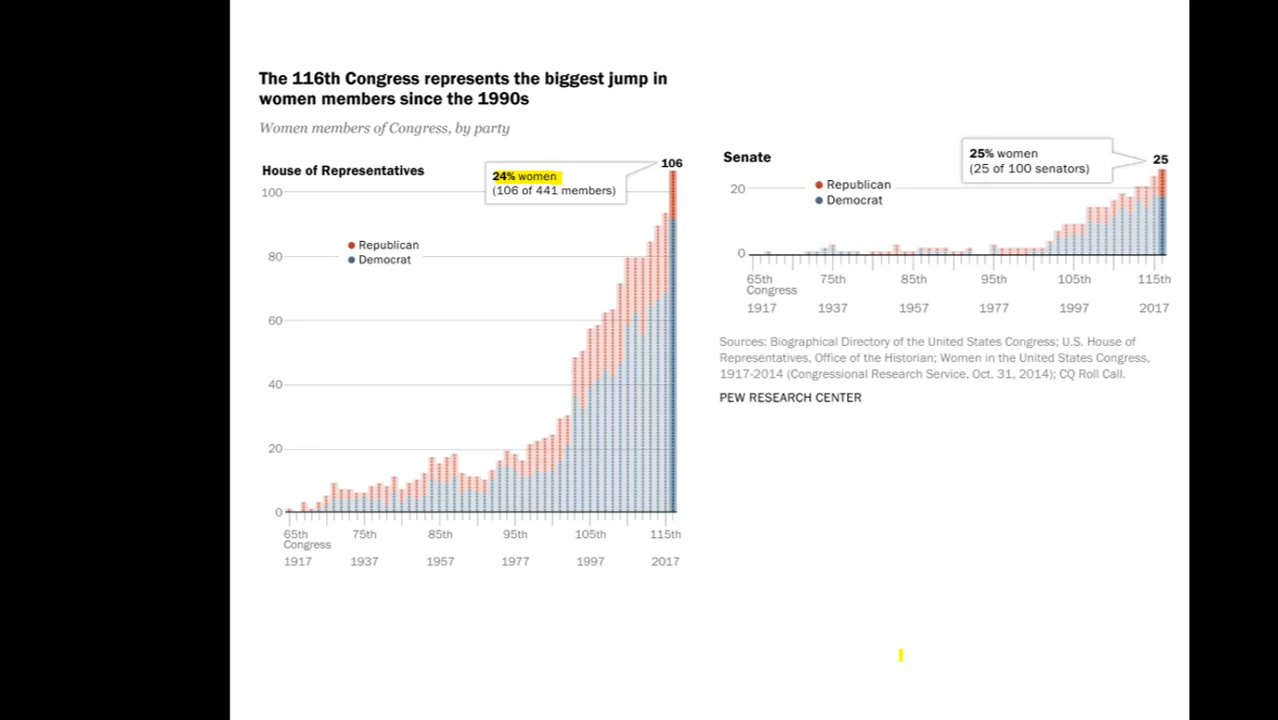 The 116th Congress represents the biggest jump in
women members since the 1990s
Women members of Congress, by party
House of Representatives
24% women
(106 of 441 members)
106
100
Republican
Democrat
80
60
40
20
0
65th
Congress
75th
85th
95th
105th
115th
1917
1937
1957
1977
1997
2017
Senate
25% women
(25 of 100 senators)
25
20
Republican
Democrat
0
65th
Congress
75th
85th
95th
105th
115th
1917
1937
1957
1977
1997
2017
Sources: Biographical Directory of the United States Congress; U.S. House of
Representatives, Office of the Historian; Women in the United States Congress,
1917-2014 (Congressional Research Service, Oct. 31, 2014); CQ Roll Call.
PEW RESEARCH CENTER